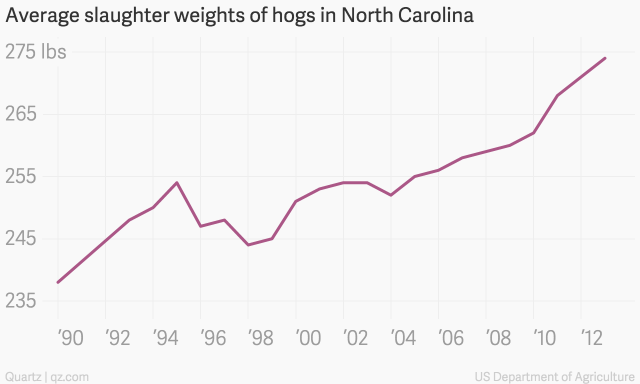 Average slaughter weights of hogs in North Carolina
275 lbs
265
255
245
235
’90 ’92 ’94 ’96 ’98 ’00 ’02 ’04 ’06 ’08 ’10 ’12
Quartz | qz.com US Department of Agriculture